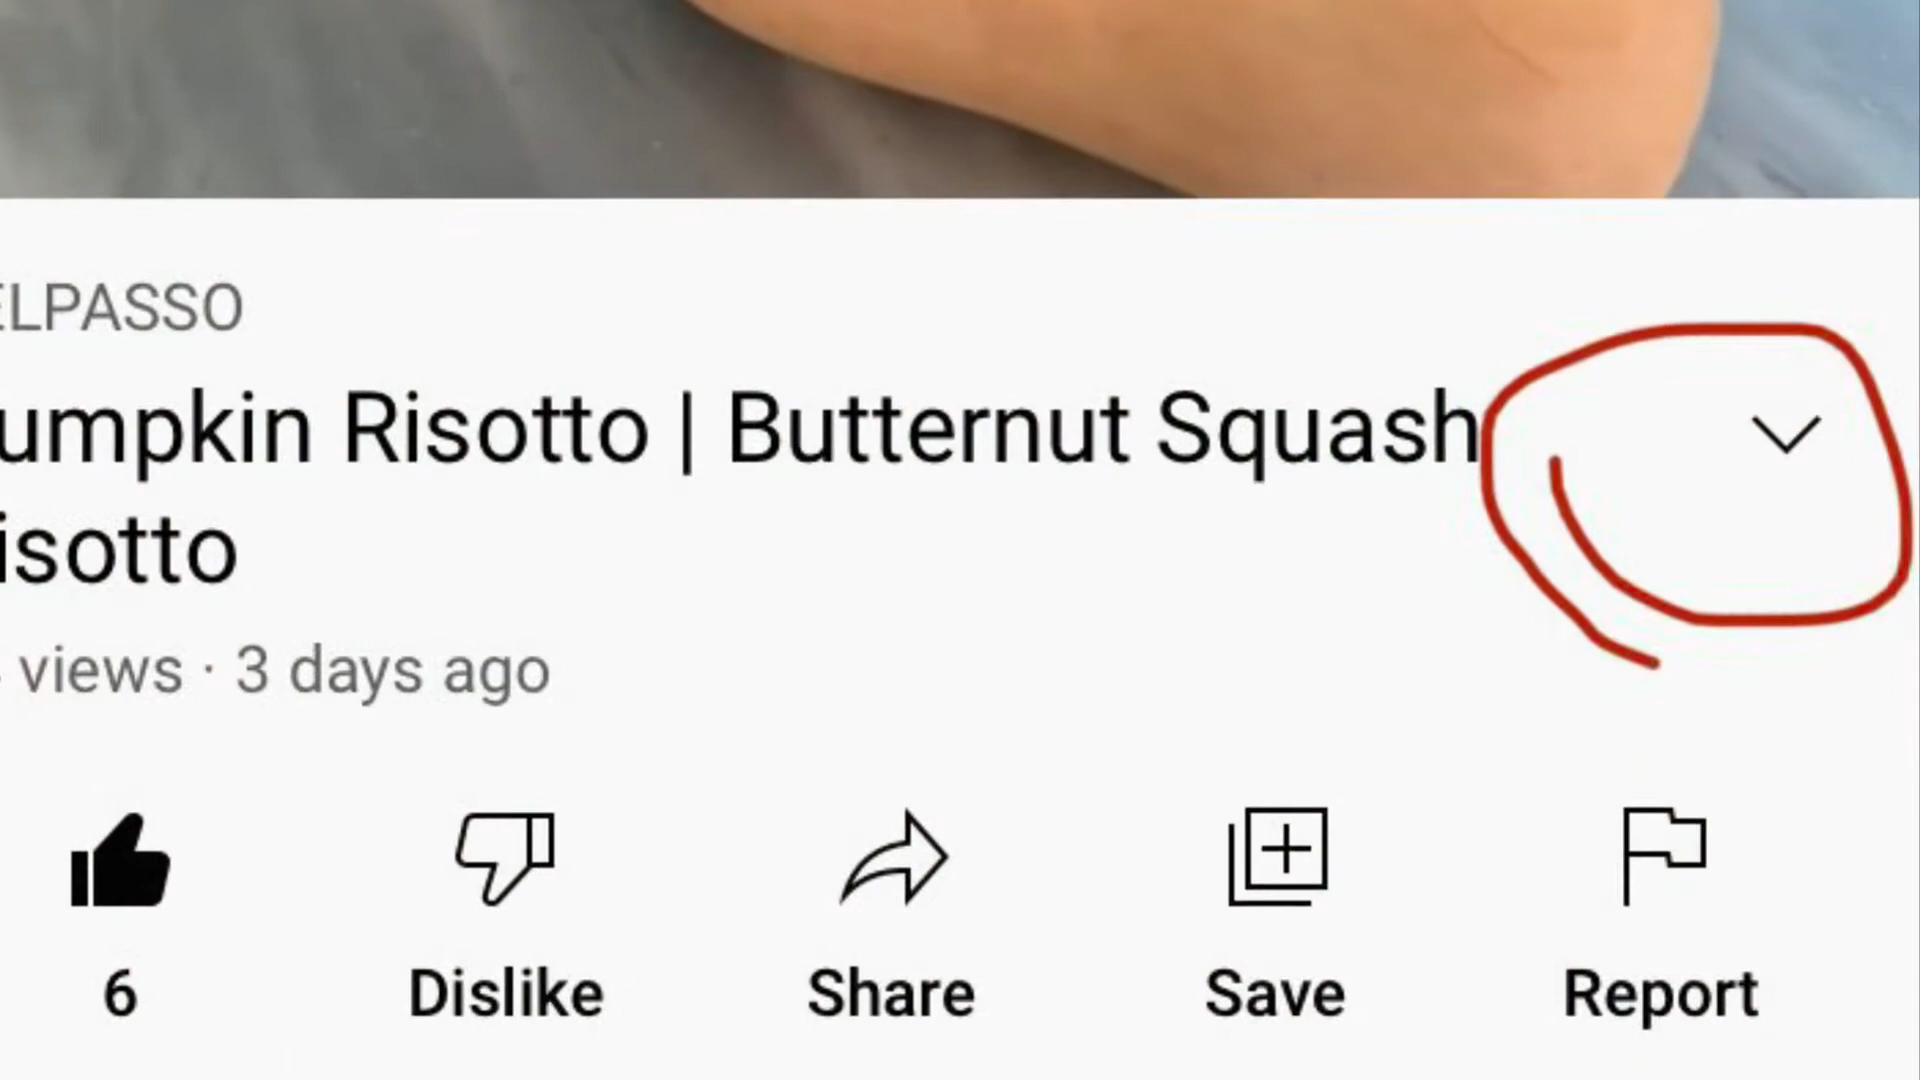 ELPASSO
umpkin Risotto | Butternut Squash
isotto
views · 3 days ago
6
Dislike
Share
Save
Report